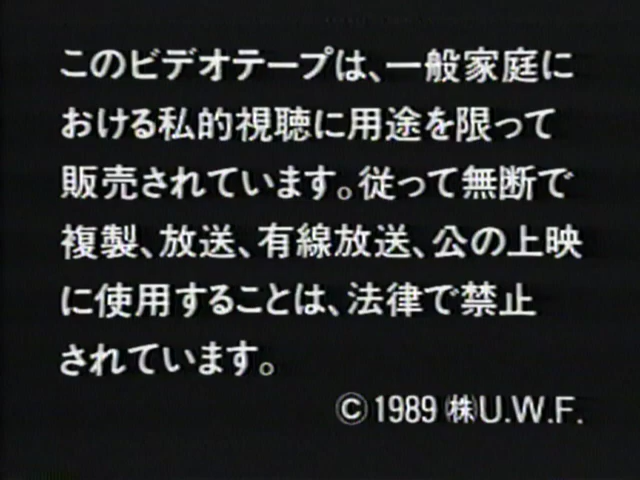 このビデオテープは、一般家庭に
おける私的視聴に用途を限って
販売されています。従って無断で
複製、放送、有線放送、公の上映
に使用することは、法律で禁止
されています。
©1989㈱U.W.F.